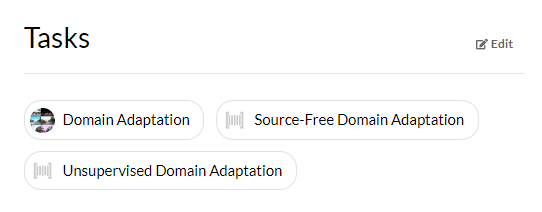 Tasks
Edit
Domain Adaptation
Source-Free Domain Adaptation
Unsupervised Domain Adaptation